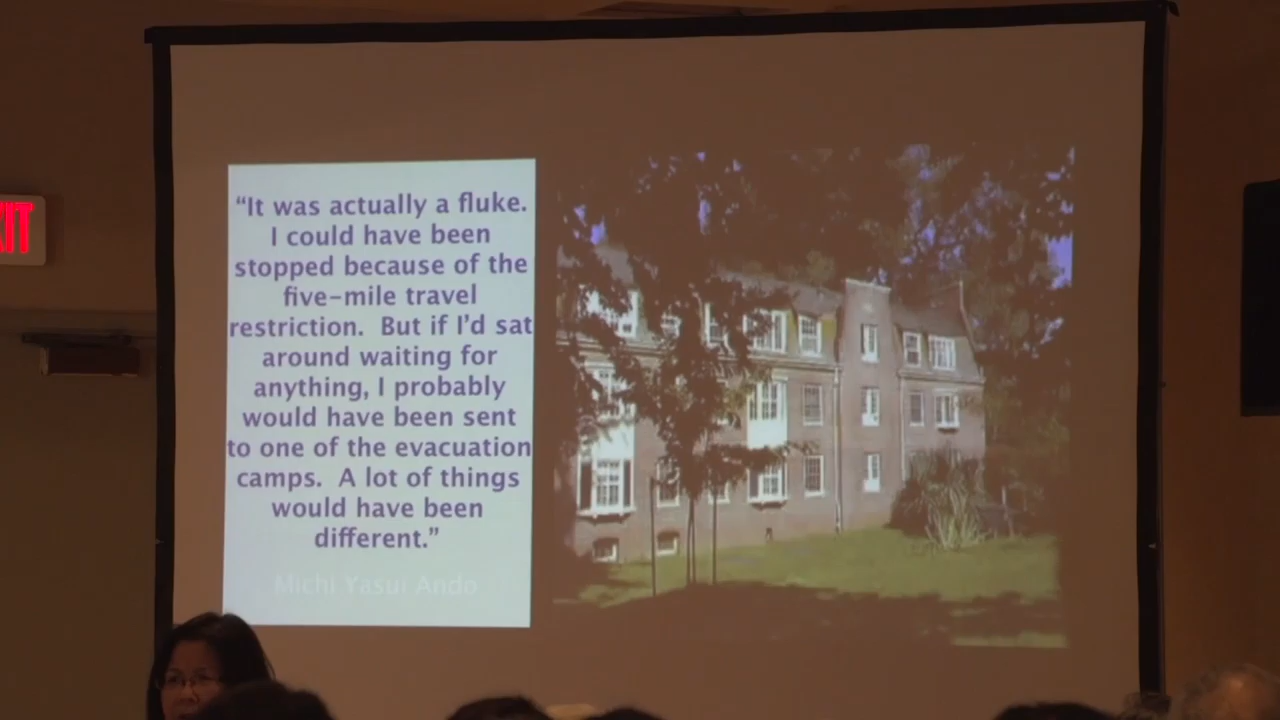 XIT
“It was actually a fluke.
I could have been
stopped because of the
five-mile travel
restriction.  But if I’d sat
around waiting for
anything, I probably
would have been sent
to one of the evacuation
camps.  A lot of things
would have been
different.”
Michi Yasui Ando